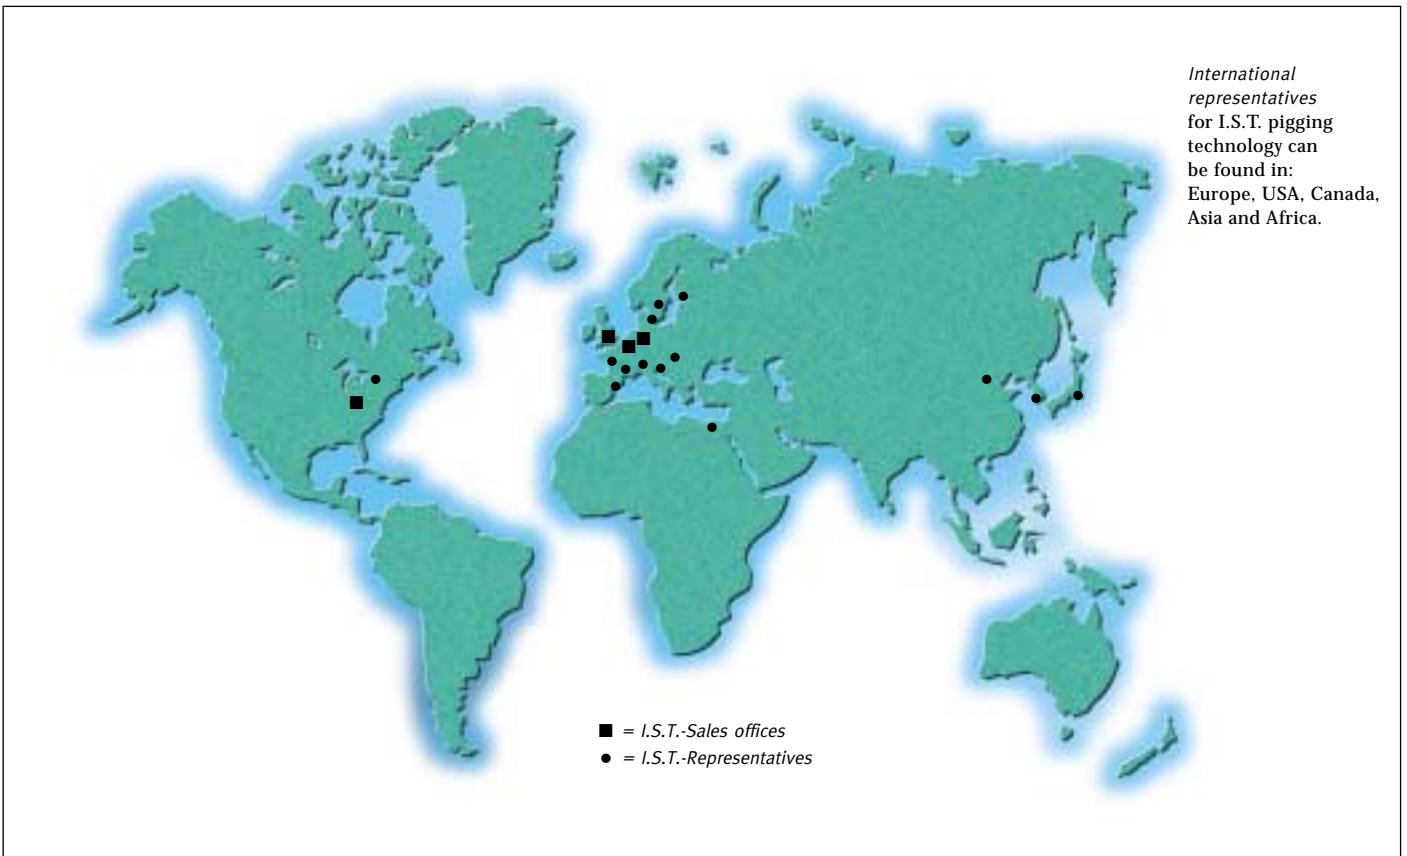 International
representatives
for I.S.T. pigging
technology can
be found in:
Europe, USA, Canada,
Asia and Africa.
■ = I.S.T.-Sales offices
● = I.S.T.-Representatives